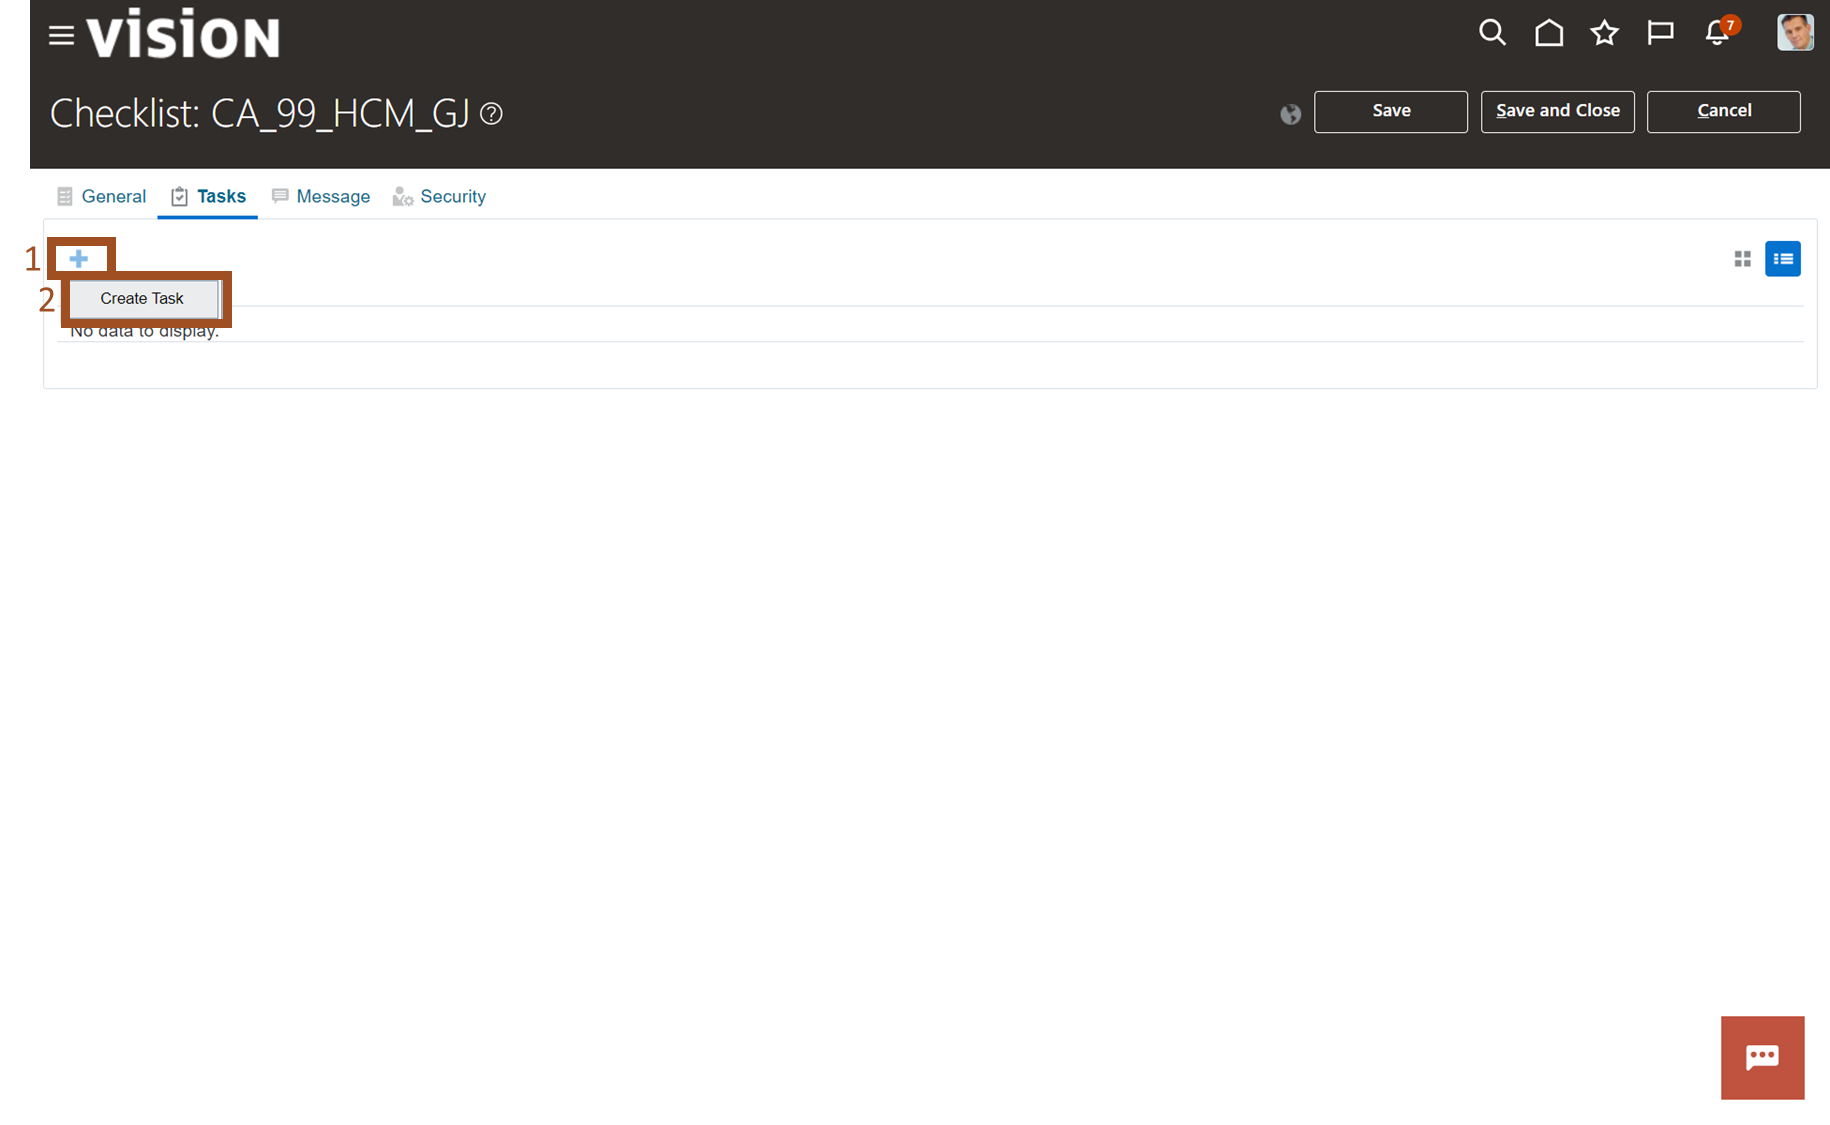 vision
7
Checklist: CA_99_HCM_GJ
Save
Save and Close
Cancel
General
Tasks
Message
Security
1
2
Create Task
No data to display.